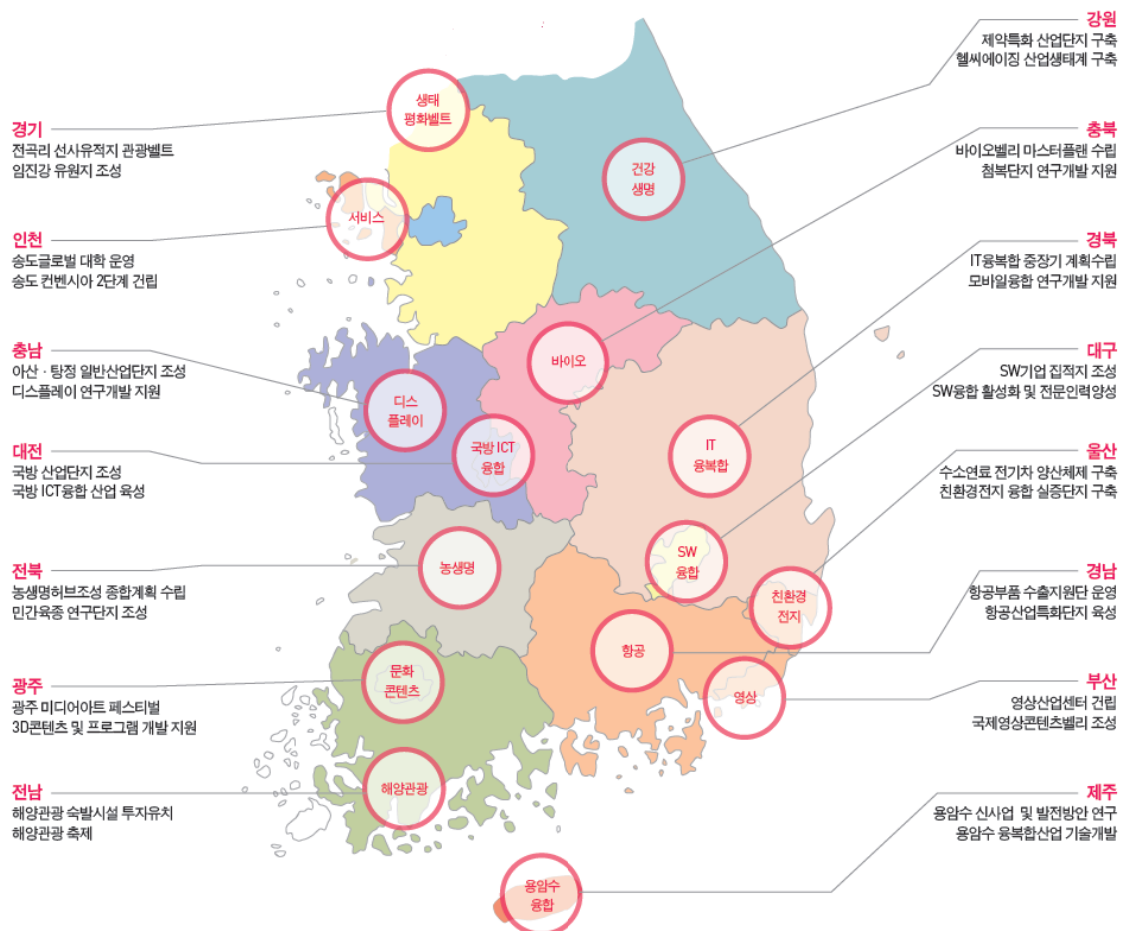 강원
제약특화 산업단지 구축
헬씨에이징 산업생태계 구축
생태
평화벨트
경기
전곡리 선사유적지 관광벨트
임진강 유원지 조성
충북
바이오벨리 마스터플랜 수립
첨복단지 연구개발 지원
건강
생명
서비스
인천
송도글로벌 대학 운영
송도 컨벤시아 2단계 건립
경북
IT융복합 중장기 계획수립
모바일융합 연구개발 지원
바이오
충남
아산 · 탕정 일반산업단지 조성
디스플레이 연구개발 지원
대구
SW기업 집적지 조성
SW융합 활성화 및 전문인력양성
디스
플레이
국방 ICT
융합
IT
융복합
대전
국방 산업단지 조성
국방 ICT융합 산업 육성
울산
수소연료 전기차 양산체제 구축
친환경전지 융합 실증단지 구축
농생명
SW
융합
친환경
전지
전북
농생명허브조성 종합계획 수립
민간육종 연구단지 조성
경남
항공부품 수출지원단 운영
항공산업특화단지 육성
문화
콘텐츠
항공
영상
광주
광주 미디어아트 페스티벌
3D콘텐츠 및 프로그램 개발 지원
부산
영상산업센터 건립
국제영상콘텐츠벨리 조성
해양관광
전남
해양관광 숙발시설 투자유치
해양관광 축제
제주
용암수 신사업 및 발전방안 연구
용암수 융복합산업 기술개발
용암수
융합